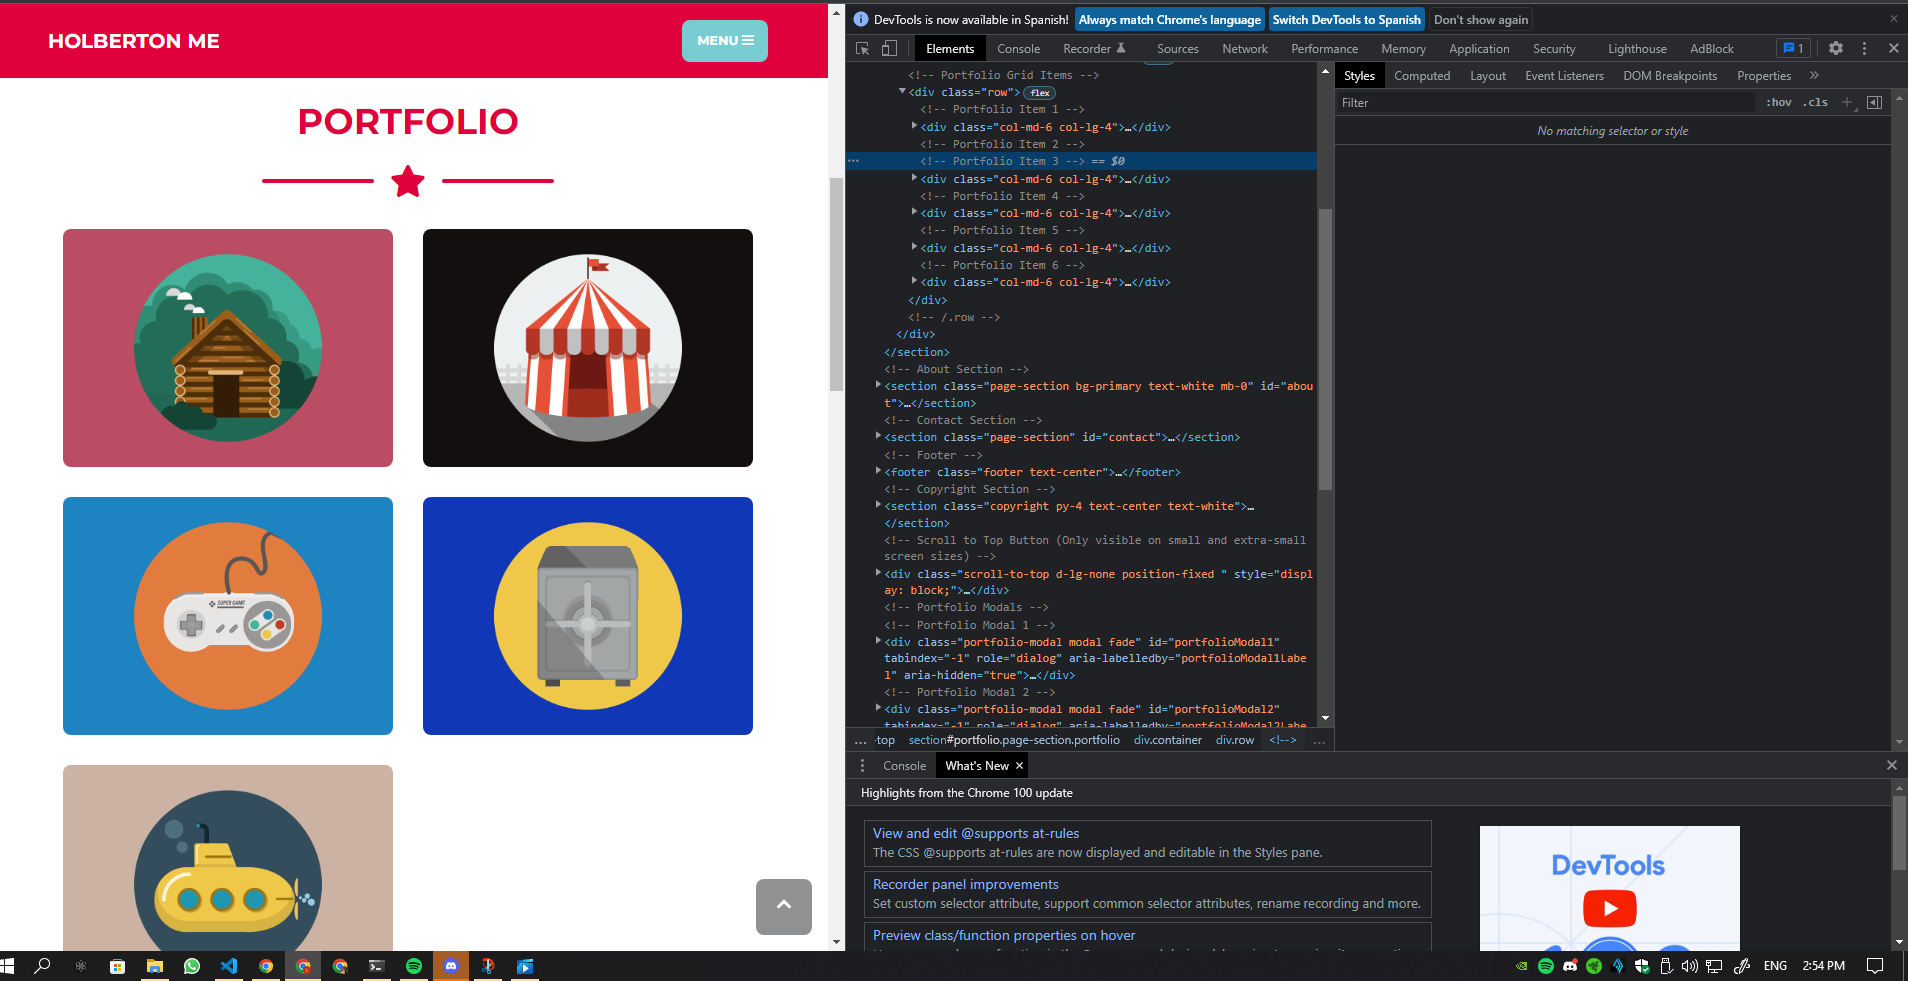 HOLBERTON ME
MENU
PORTFOLIO
SUPER GAME
DevTools is now available in Spanish!
Always match Chrome's language
Switch DevTools to Spanish
Don't show again
Elements
Console
Recorder
Sources
Network
Performance
Memory
Application
Security
Lighthouse
AdBlock
1
<!-- Portfolio Grid Items -->
<div class="row"> flex
<!-- Portfolio Item 1 -->
<div class="col-md-6 col-lg-4">…</div>
<!-- Portfolio Item 2 -->
<!-- Portfolio Item 3 --> == $0
<div class="col-md-6 col-lg-4">…</div>
<!-- Portfolio Item 4 -->
<div class="col-md-6 col-lg-4">…</div>
<!-- Portfolio Item 5 -->
<div class="col-md-6 col-lg-4">…</div>
<!-- Portfolio Item 6 -->
<div class="col-md-6 col-lg-4">…</div>
</div>
<!-- /.row -->
</div>
</section>
<!-- About Section -->
<section class="page-section bg-primary text-white mb-0" id="abou
t">…</section>
<!-- Contact Section -->
<section class="page-section" id="contact">…</section>
<!-- Footer -->
<footer class="footer text-center">…</footer>
<!-- Copyright Section -->
<section class="copyright py-4 text-center text-white">…
</section>
<!-- Scroll to Top Button (Only visible on small and extra-small
screen sizes) -->
<div class="scroll-to-top d-lg-none position-fixed " style="displ
ay: block;">…</div>
<!-- Portfolio Modals -->
<!-- Portfolio Modal 1 -->
<div class="portfolio-modal modal fade" id="portfolioModal1"
tabindex="-1" role="dialog" aria-labelledby="portfolioModal1Labe
l" aria-hidden="true">…</div>
<!-- Portfolio Modal 2 -->
<div class="portfolio-modal modal fade" id="portfolioModal2"
tabindex="-1" role="dialog" aria-labelledby="portfolioModal2Labe
... -top section#portfolio.page-section.portfolio div.container div.row <!--> ...
Styles
Computed
Layout
Event Listeners
DOM Breakpoints
Properties
Filter
:hov .cls
No matching selector or style
Console
What's New
Highlights from the Chrome 100 update
View and edit @supports at-rules
The CSS @supports at-rules are now displayed and editable in the Styles pane.
Recorder panel improvements
Set custom selector attribute, support common selector attributes, rename recording and more.
Preview class/function properties on hover
DevTools
ENG
2:54 PM